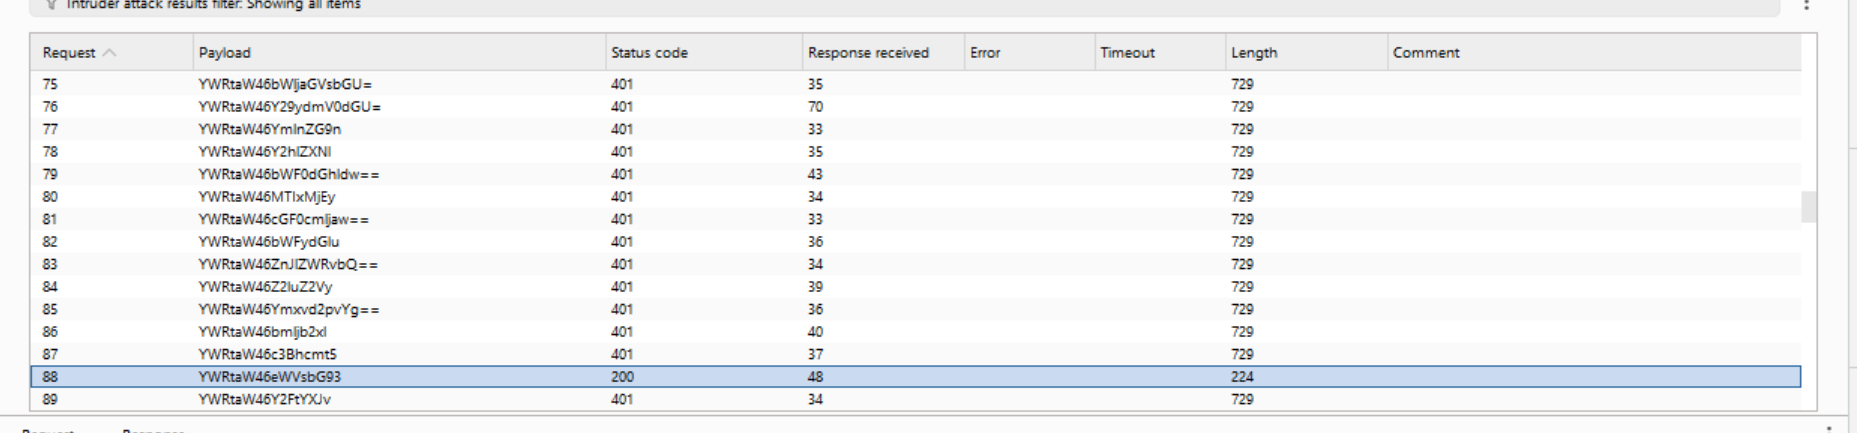 Intruder attack results filter: Showing all items
Request Payload Status code Response received Error Timeout Length Comment
75 YWRtaW46bWljaGVsbGU= 401 35 729
76 YWRtaW46Y29ydmV0dGU= 401 70 729
77 YWRtaW46YmlnZG9n 401 33 729
78 YWRtaW46Y2hlZXNl 401 35 729
79 YWRtaW46bWF0dGhldw== 401 43 729
80 YWRtaW46MTIxMjEy 401 34 729
81 YWRtaW46cGF0cmljaw== 401 33 729
82 YWRtaW46bWFydGlu 401 36 729
83 YWRtaW46ZnJlZWRvbQ== 401 34 729
84 YWRtaW46Z2luZ2Vy 401 39 729
85 YWRtaW46Ymxvd2pvYg== 401 36 729
86 YWRtaW46bmljb2xl 401 40 729
87 YWRtaW46c3Bhcmt5 401 37 729
88 YWRtaW46eWVsbG93 200 48 224
89 YWRtaW46Y2FtYXJv 401 34 729
Request Response